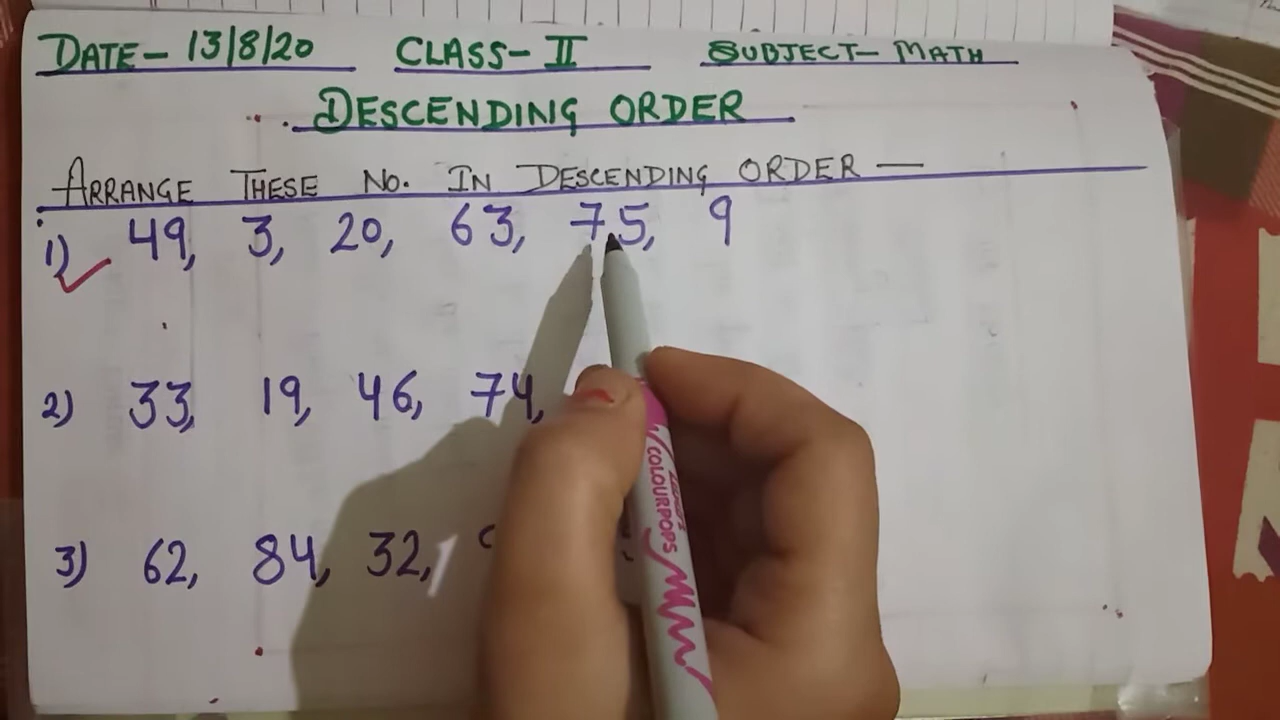 DATE - 13/8/20 CLASS - II SUBJECT - MATH
DESCENDING ORDER
ARRANGE THESE NO. IN DESCENDING ORDER —
1) 49, 3, 20, 63, 75, 9
2) 33, 19, 46, 74,
3) 62, 84, 32,
COLOURPOPS